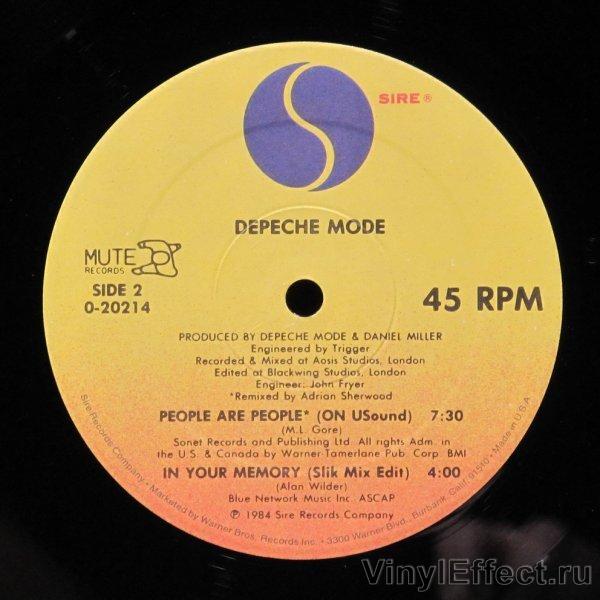 SIRE®
DEPECHE MODE
MUTE
RECORDS
SIDE 2
0-20214
45 RPM
PRODUCED BY DEPECHE MODE & DANIEL MILLER
Engineered by Trigger
Recorded & Mixed at Aosis Studios, London
Edited at Blackwing Studios, London
Engineer: John Fryer
*Remixed by Adrian Sherwood
PEOPLE ARE PEOPLE* (ON USound) 7:30
(M.L. Gore)
Sonet Records and Publishing Ltd. All rights Adm. in
the U.S. & Canada by Warner-Tamerlane Pub. Corp. BMI
IN YOUR MEMORY (Slik Mix Edit) 4:00
(Alan Wilder)
Blue Network Music Inc. ASCAP
℗ 1984 Sire Records Company
Sire Records Company • Marketed by Warner Bros. Records Inc. • 3300 Warner Blvd., Burbank, Calif. 91510 • Made in U.S.A.
VinylEffect.ru